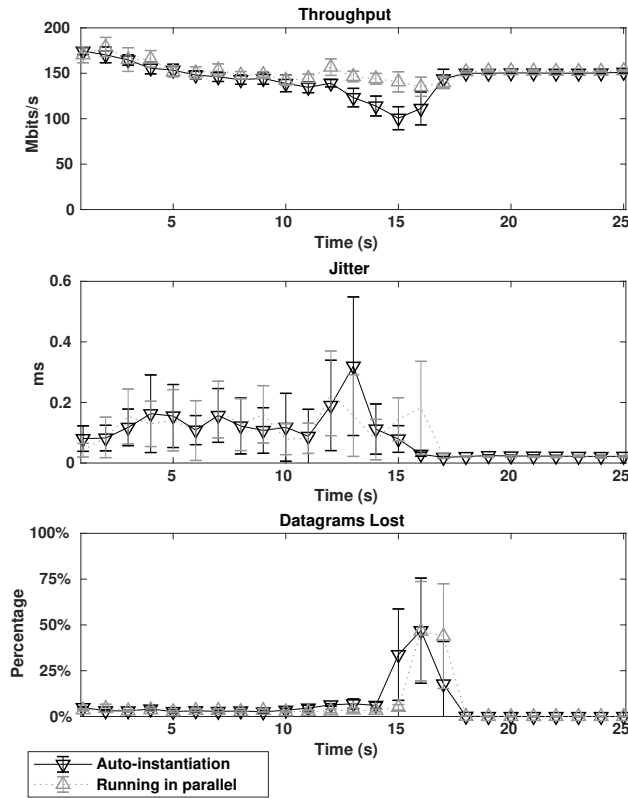 Throughput
200
150
100
50
0
Mbits/s
5
10
15
20
25
Time (s)
Jitter
0.6
0.4
0.2
0
ms
5
10
15
20
25
Time (s)
Datagrams Lost
100%
75%
50%
25%
0%
Percentage
5
10
15
20
25
Time (s)
Auto-instantiation
Running in parallel